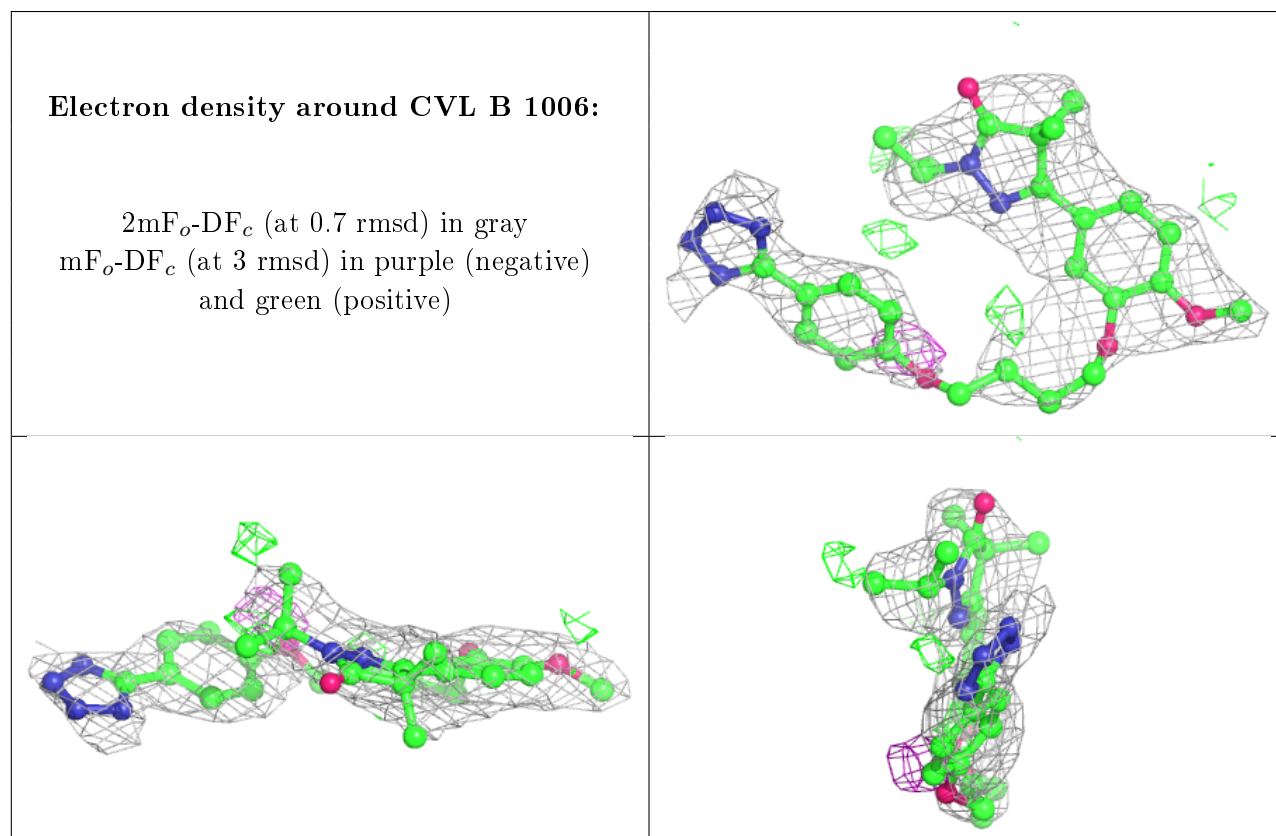 Electron density around CVL B 1006:
2mFₒ-DF𝒸 (at 0.7 rmsd) in gray
mFₒ-DF𝒸 (at 3 rmsd) in purple (negative)
and green (positive)